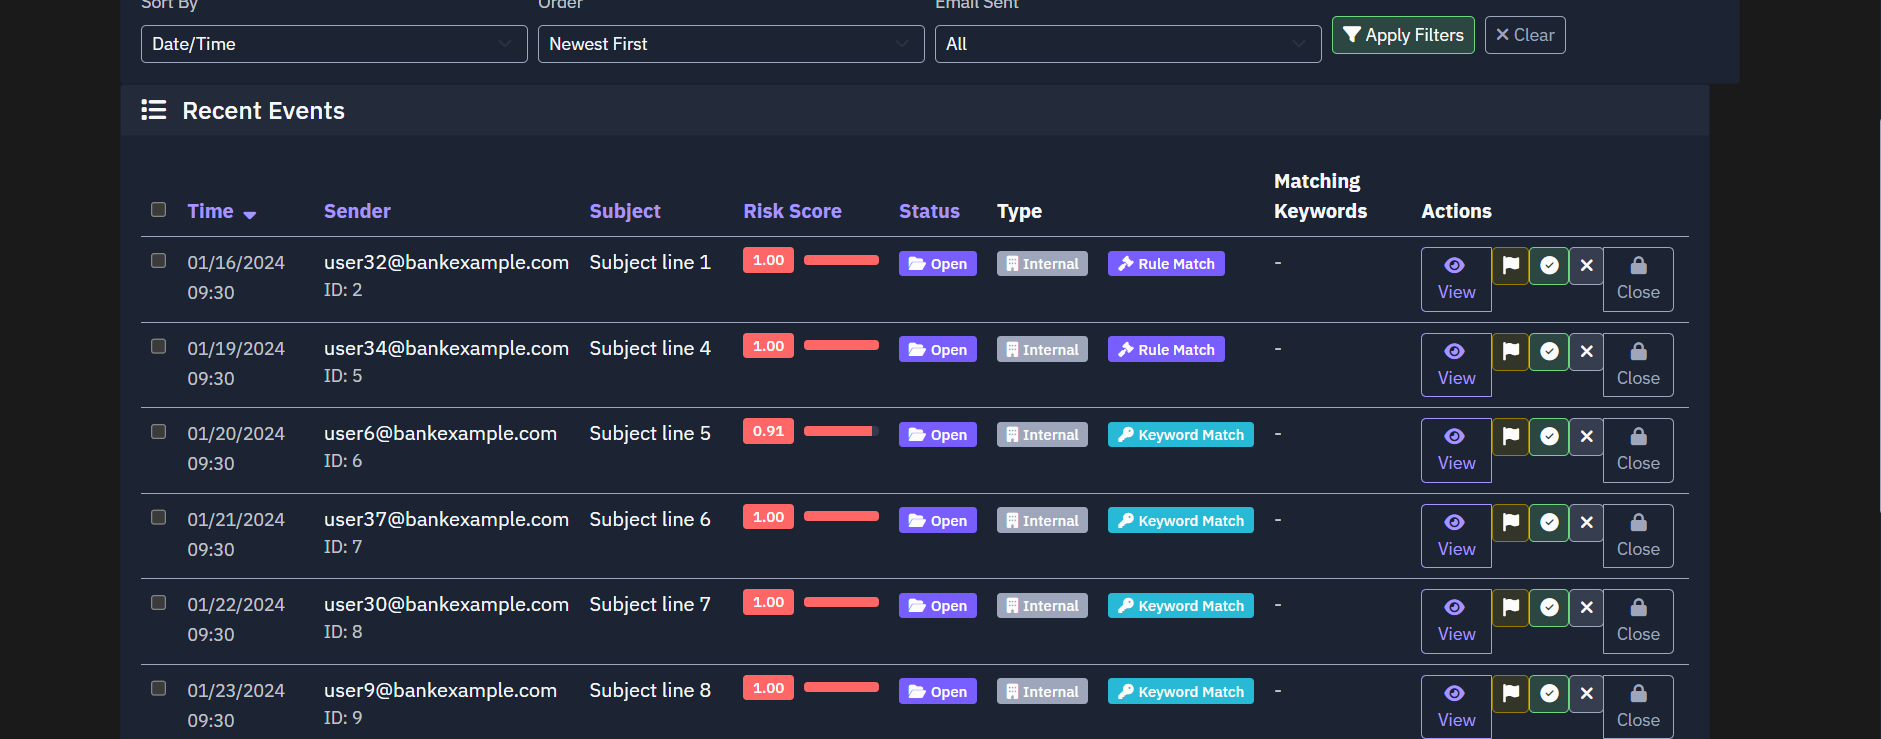 Sort By Order Email Sent
Date/Time Newest First All Apply Filters Clear
Recent Events
Matching
Time Sender Subject Risk Score Status Type Keywords Actions
01/16/2024 user32@bankexample.com Subject line 1 1.00 Open Internal Rule Match -
09:30 ID: 2 View Close
01/19/2024 user34@bankexample.com Subject line 4 1.00 Open Internal Rule Match -
09:30 ID: 5 View Close
01/20/2024 user6@bankexample.com Subject line 5 0.91 Open Internal Keyword Match -
09:30 ID: 6 View Close
01/21/2024 user37@bankexample.com Subject line 6 1.00 Open Internal Keyword Match -
09:30 ID: 7 View Close
01/22/2024 user30@bankexample.com Subject line 7 1.00 Open Internal Keyword Match -
09:30 ID: 8 View Close
01/23/2024 user9@bankexample.com Subject line 8 1.00 Open Internal Keyword Match -
09:30 ID: 9 View Close